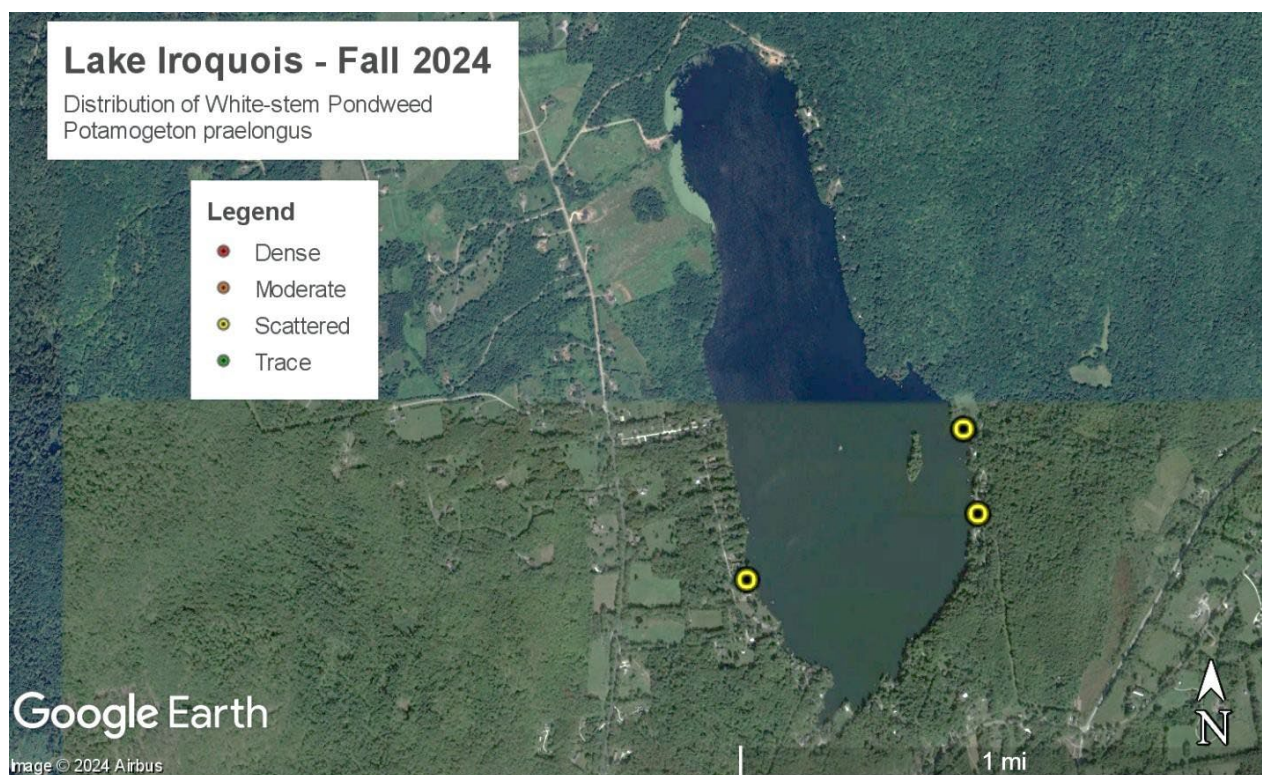 Lake Iroquois - Fall 2024
Distribution of White-stem Pondweed
Potamogeton praelongus
Legend
Dense
Moderate
Scattered
Trace
Google Earth
N
Image © 2024 Airbus
1 mi